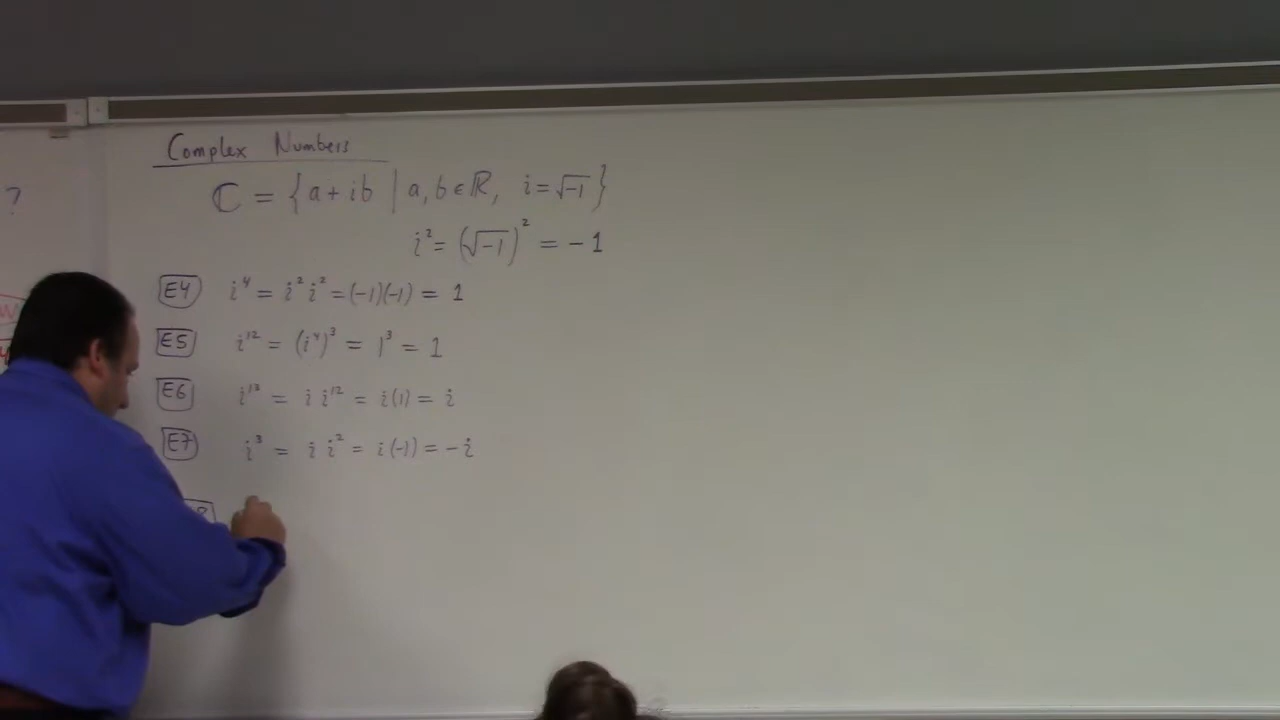 Complex Numbers
?
ℂ = { a + ib | a, b ∈ ℝ, i = √-1 }
i² = (√-1)² = -1
E4 i⁴ = i² i² = (-1)(-1) = 1
E5 i¹² = (i⁴)³ = 1³ = 1
E6 i¹³ = i i¹² = i(1) = i
E7 i³ = i i² = i(-1) = -i
8